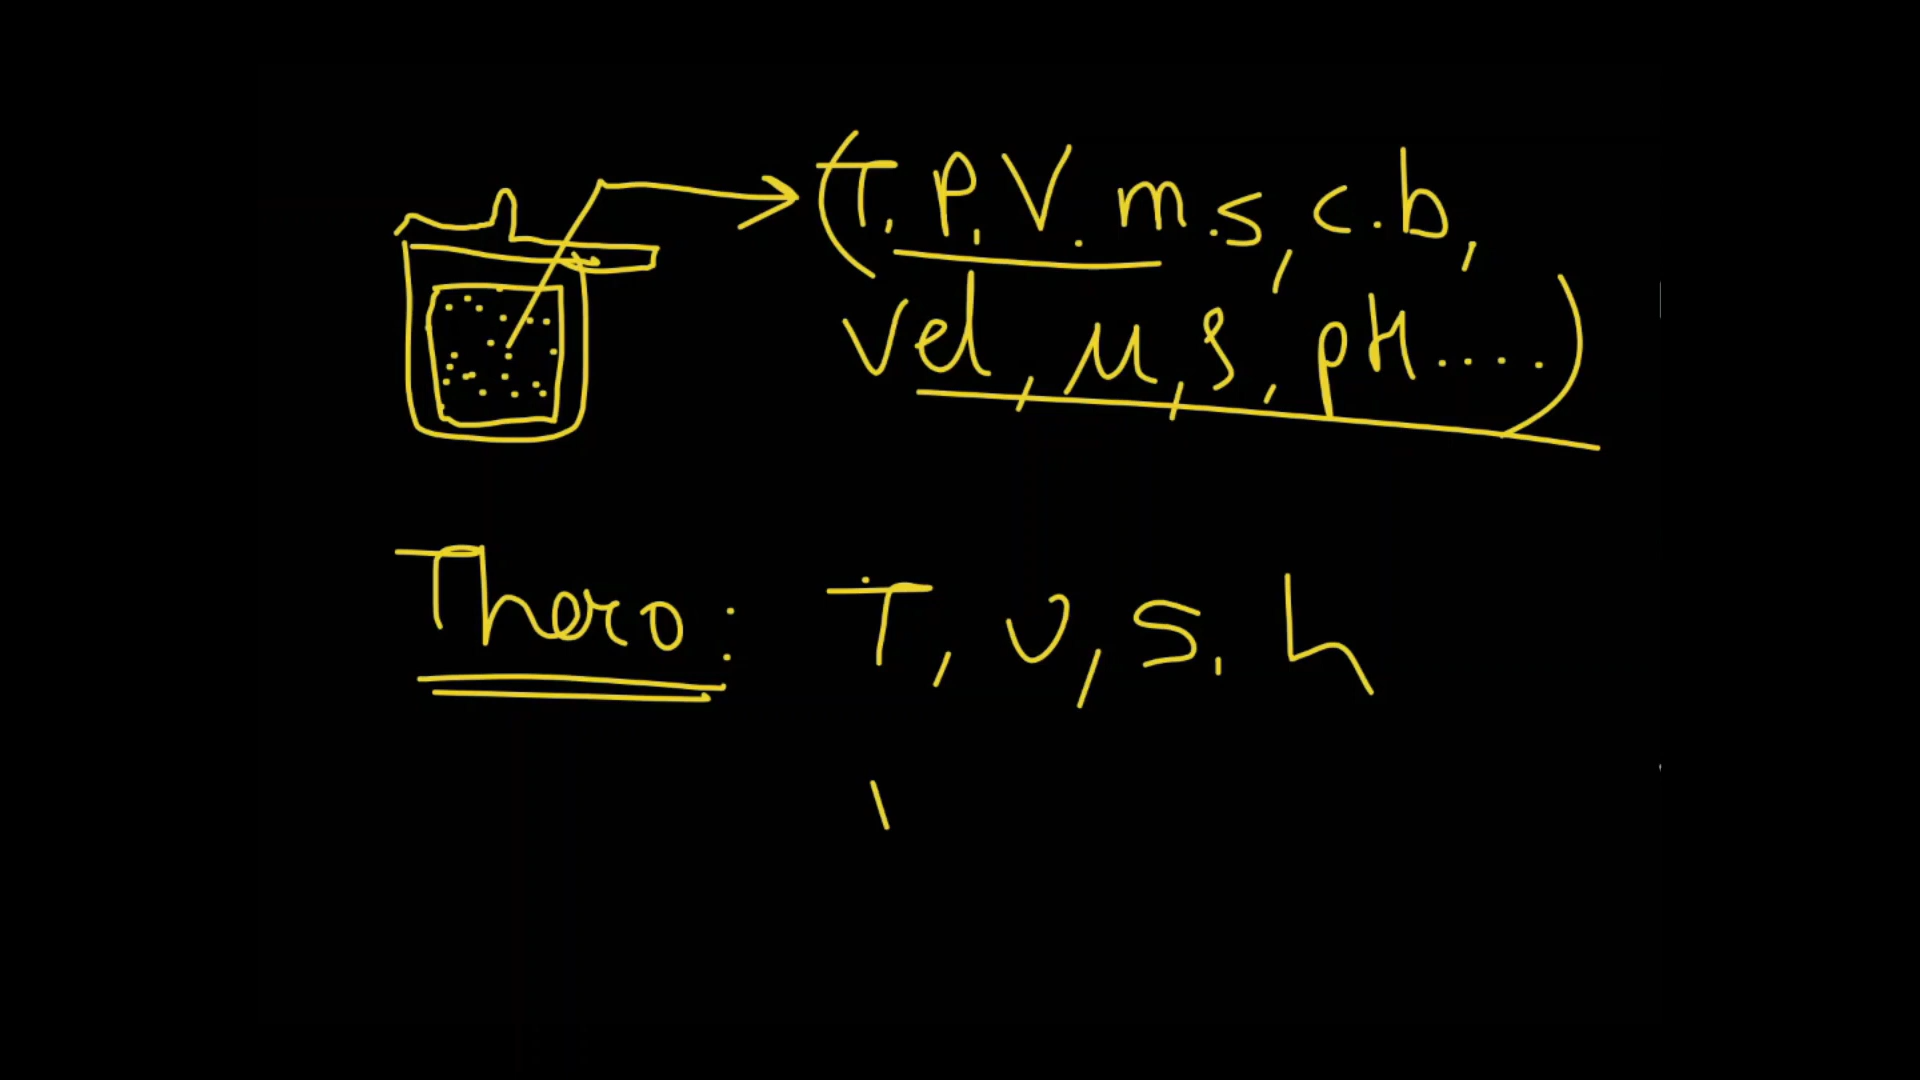 (T, P, V. m.s, c.b,
vel, μ, ρ, pH....)
Thero: T, v, s, h